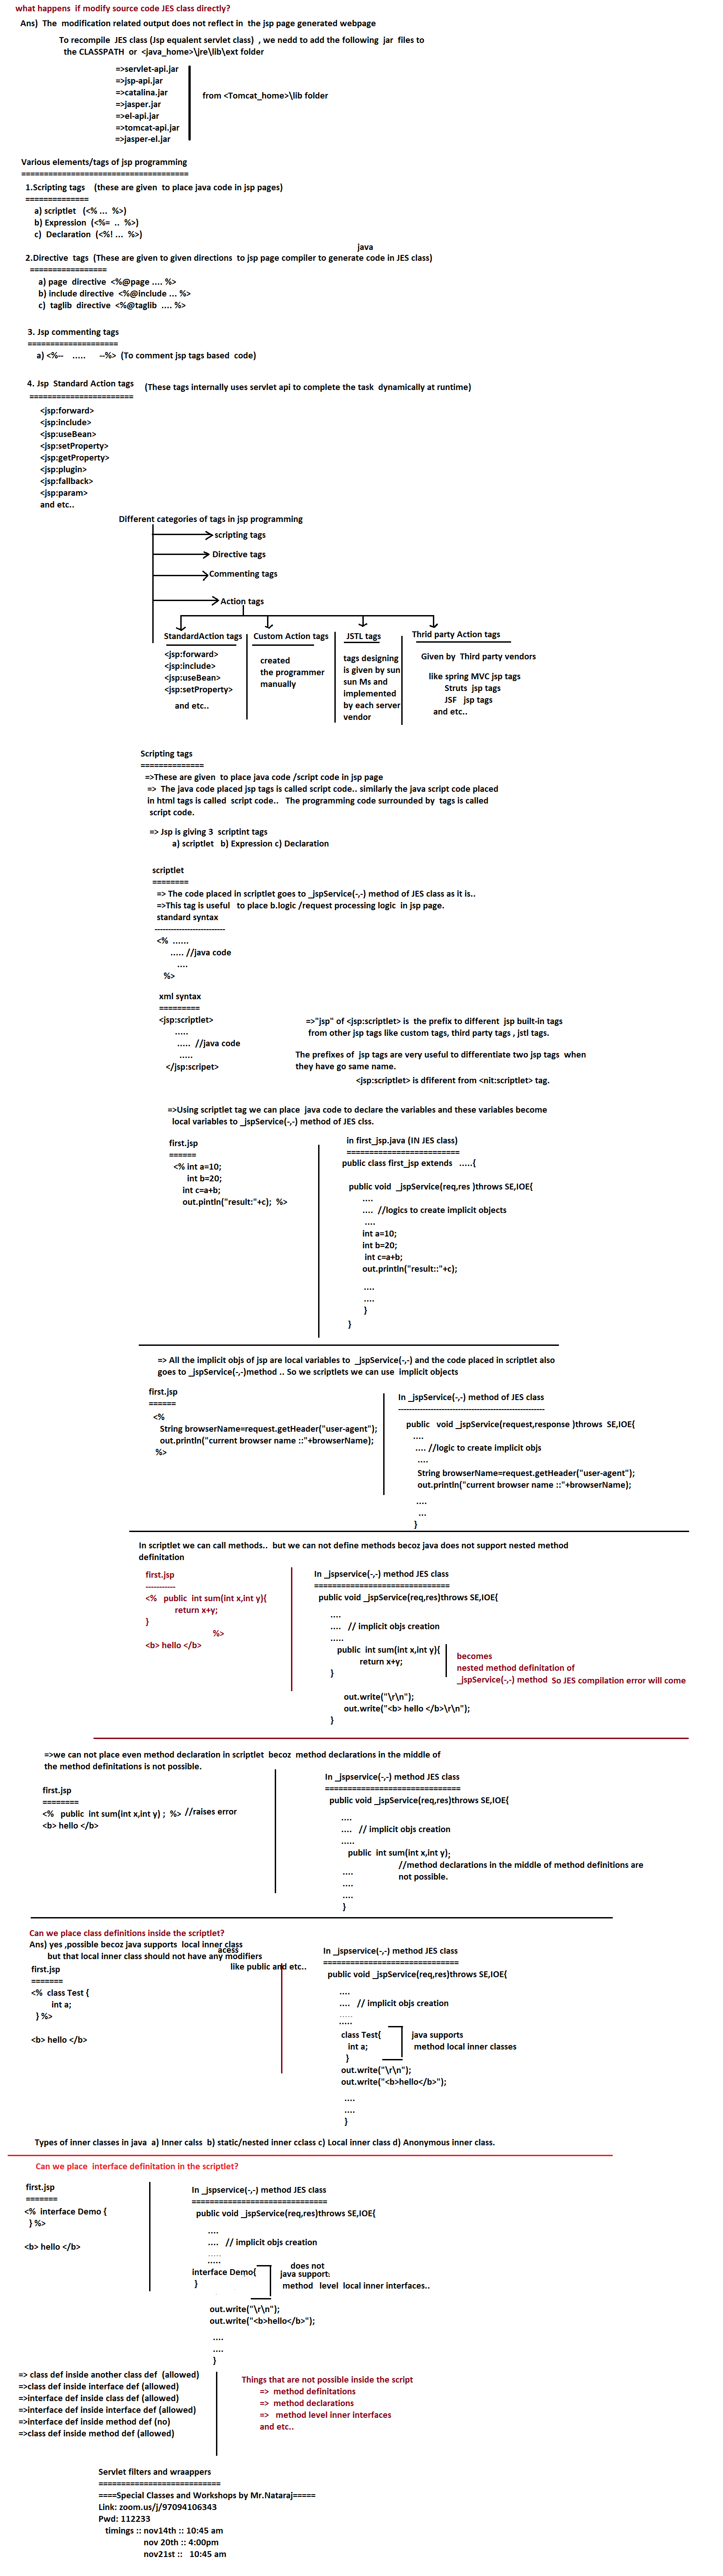 what happens  if modify source code JES class directly?
Ans)  The  modification related output does not reflect in  the jsp page generated webpage
To recompile  JES class (Jsp equalent servlet class)  , we nedd to add the following  jar  files to
the CLASSPATH  or  <java_home>\jre\lib\ext folder
=>servlet-api.jar
=>jsp-api.jar
=>catalina.jar
=>jasper.jar
=>el-api.jar
=>tomcat-api.jar
=>jasper-el.jar
from <Tomcat_home>\lib folder
Various elements/tags of jsp programming
=====================================
1.Scripting tags    (these are given  to place java code in jsp pages)
==============
a) scriptlet   (<% ...  %>)
b) Expression  (<%=  ..  %>)
c)  Declaration  (<%! ...  %>)
java
2.Directive  tags  (These are given to given directions  to jsp page compiler to generate code in JES class)
=================
a) page  directive  <%@page .... %>
b) include directive  <%@include ... %>
c)  taglib  directive  <%@taglib  .... %>
3. Jsp commenting tags
====================
a) <%--    .....      --%>  (To comment jsp tags based  code)
4. Jsp  Standard Action tags    (These tags internally uses servlet api to complete the task  dynamically at runtime)
=======================
<jsp:forward>
<jsp:include>
<jsp:useBean>
<jsp:setProperty>
<jsp:getProperty>
<jsp:plugin>
<jsp:fallback>
<jsp:param>
and etc..
Different categories of tags in jsp programming
scripting tags
Directive tags
Commenting tags
Action tags
StandardAction tags
<jsp:forward>
<jsp:include>
<jsp:useBean>
<jsp:setProperty>
and etc..
Custom Action tags
created
the programmer
manually
JSTL tags
tags designing
is given by sun
sun Ms and
implemented
by each server
vendor
Thrid party Action tags
Given by  Third party vendors
like spring MVC jsp tags
Struts  jsp tags
JSF   jsp tags
and etc..
Scripting tags
==============
=>These are given  to place java code /script code in jsp page
=>  The java code placed jsp tags is called script code.. similarly the java script code placed
in html tags is called  script code..   The programming code surrounded by  tags is called
script code.
=> Jsp is giving 3  scriptint tags
a) scriptlet   b) Expression c) Declaration
scriptlet
========
=> The code placed in scriptlet goes to _jspService(-,-) method of JES class as it is..
=>This tag is useful   to place b.logic /request processing logic  in jsp page.
standard syntax
-------------------------
<%  ......
..... //java code
....
%>
xml syntax
=========
<jsp:scriptlet>
.....
.....  //java code
.....
</jsp:scripet>
=>"jsp" of <jsp:scriptlet> is  the prefix to different  jsp built-in tags
from other jsp tags like custom tags, third party tags , jstl tags.
The prefixes of  jsp tags are very useful to differentiate two jsp tags  when
they have go same name.
<jsp:scriptlet> is dfiferent from <nit:scriptlet> tag.
=>Using scriptlet tag we can place  java code to declare the variables and these variables become
local variables to _jspService(-,-) method of JES clss.
first.jsp
======
<% int a=10;
int b=20;
int c=a+b;
out.pintln("result:"+c);  %>
in first_jsp.java (IN JES class)
=========================
public class first_jsp extends   .....{
public void  _jspService(req,res )throws SE,IOE{
....
....  //logics to create implicit objects
....
int a=10;
int b=20;
int c=a+b;
out.println("result::"+c);
....
....
}
}
=> All the implicit objs of jsp are local variables to  _jspService(-,-) and the code placed in scriptlet also
goes to _jspService(-,-)method .. So we scriptlets we can use  implicit objects
first.jsp
======
<%
String browserName=request.getHeader("user-agent");
out.println("current browser name ::"+browserName);
%>
In _jspService(-,-) method of JES class
----------------------------------------------------
public   void _jspService(request,response )throws  SE,IOE{
....
.... //logic to create implicit objs
....
String browserName=request.getHeader("user-agent");
out.println("current browser name ::"+browserName);
....
...
}
In scriptlet we can call methods..  but we can not define methods becoz java does not support nested method
definitation
first.jsp
-----------
<%   public  int sum(int x,int y){
return x+y;
}
%>
<b> hello </b>
In _jspservice(-,-) method JES class
==============================
public void _jspService(req,res)throws SE,IOE{
....
....  // implicit objs creation
.....
public  int sum(int x,int y){
return x+y;
}
becomes
nested method definitation of
_jspService(-,-) method  So JES compilation error will come
out.write("\r\n");
out.write("<b> hello </b>\r\n");
}
=>we can not place even method declaration in scriptlet  becoz  method declarations in the middle of
the method definitations is not possible.
first.jsp
========
<%   public  int sum(int x,int y) ;  %> //raises error
<b> hello </b>
In _jspservice(-,-) method JES class
==============================
public void _jspService(req,res)throws SE,IOE{
....
....  // implicit objs creation
.....
public  int sum(int x,int y);
//method declarations in the middle of method definitions are
not possible.
....
....
....
}
Can we place class definitions inside the scriptlet?
Ans) yes ,possible becoz java supports  local inner class
acess
but that local inner class should not have any modifiers
like public and etc..
first.jsp
=======
<%  class Test {
int a;
} %>
<b> hello </b>
In _jspservice(-,-) method JES class
==============================
public void _jspService(req,res)throws SE,IOE{
....
....   // implicit objs creation
.....
.....
class Test{
int a;
}
java supports
method local inner classes
out.write("\r\n");
out.write("<b>hello</b>");
....
....
}
Types of inner classes in java  a) Inner calss  b) static/nested inner cclass c) Local inner class d) Anonymous inner class.
Can we place  interface definition in the scriptlet?
first.jsp
=======
<%  interface Demo {
} %>
<b> hello </b>
In _jspservice(-,-) method JES class
==============================
public void _jspService(req,res)throws SE,IOE{
....
....  // implicit objs creation
.....
.....
interface Demo{
}
does not
java support:
method   level  local inner interfaces..
out.write("\r\n");
out.write("<b>hello</b>");
....
....
}
=> class def inside another class def  (allowed)
=>class def inside interface def (allowed)
=>interface def inside class def (allowed)
=>interface def inside interface def (allowed)
=>interface def inside method def (no)
=>class def inside method def (allowed)
Things that are not possible inside the script
=>  method definitions
=>  method declarations
=>   method level inner interfaces
and etc..
Servlet filters and wraappers
===========================
====Special Classes and Workshops by Mr.Nataraj=====
Link: zoom.us/j/97094106343
Pwd: 112233
timings :: nov14th :: 10:45 am
nov 20th :: 4:00pm
nov21st ::   10:45 am